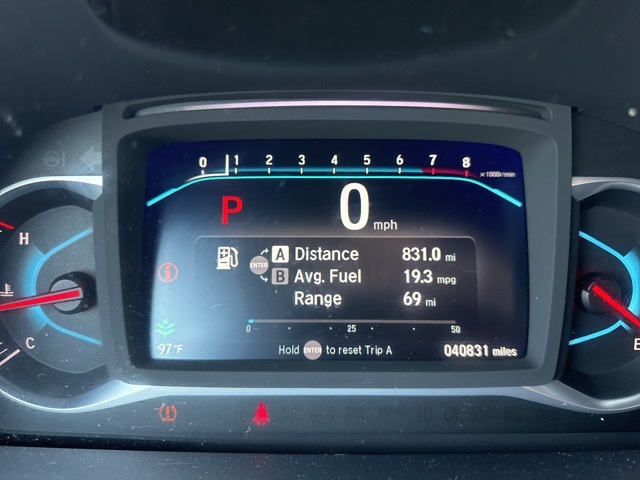 0 1 2 3 4 5 6 7 8
x1000r/min
P 0 mph
H
A Distance 831.0 mi
ENTER
B Avg. Fuel 19.3 mpg
Range 69 mi
C
0 25 50
97°F Hold ENTER to reset Trip A 040831 miles
E